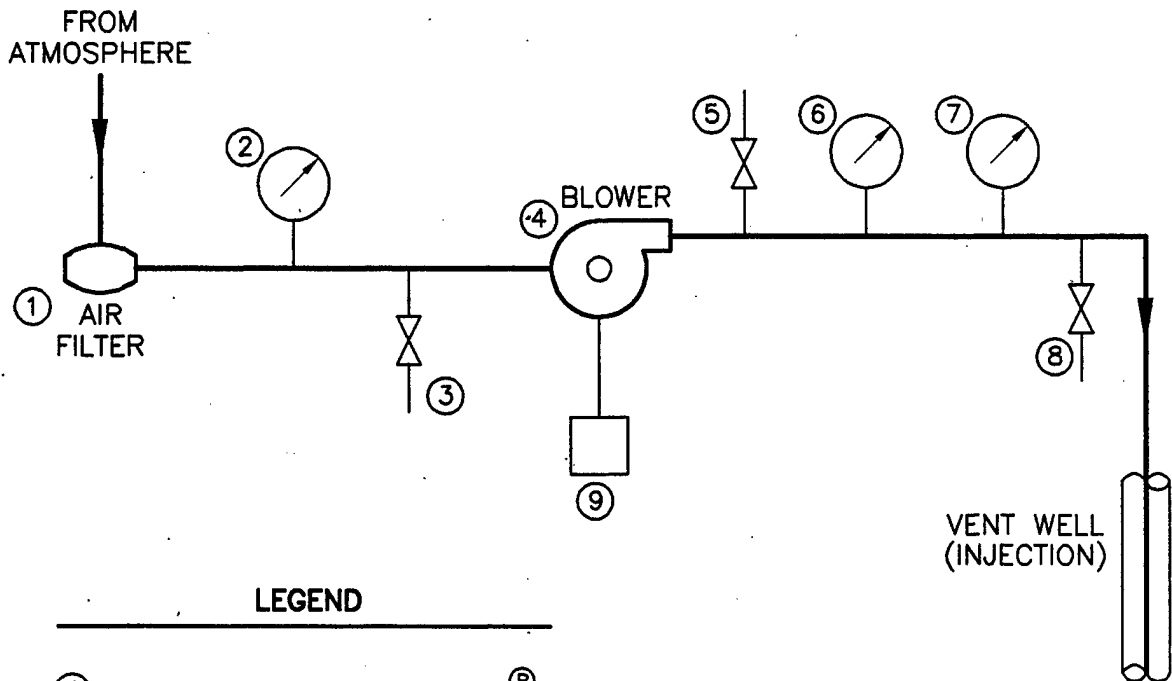 FROM
ATMOSPHERE
1
AIR
FILTER
2
3
4
BLOWER
5
6
7
8
9
VENT WELL
(INJECTION)
LEGEND